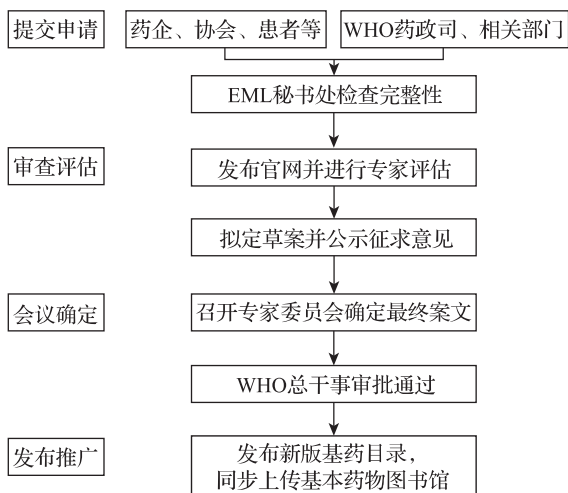 提交申请
药企、协会、患者等
WHO药政司、相关部门
EML秘书处检查完整性
审查评估
发布官网并进行专家评估
拟定草案并公示征求意见
会议确定
召开专家委员会确定最终案文
WHO总干事审批通过
发布推广
发布新版基药目录，
同步上传基本药物图书馆